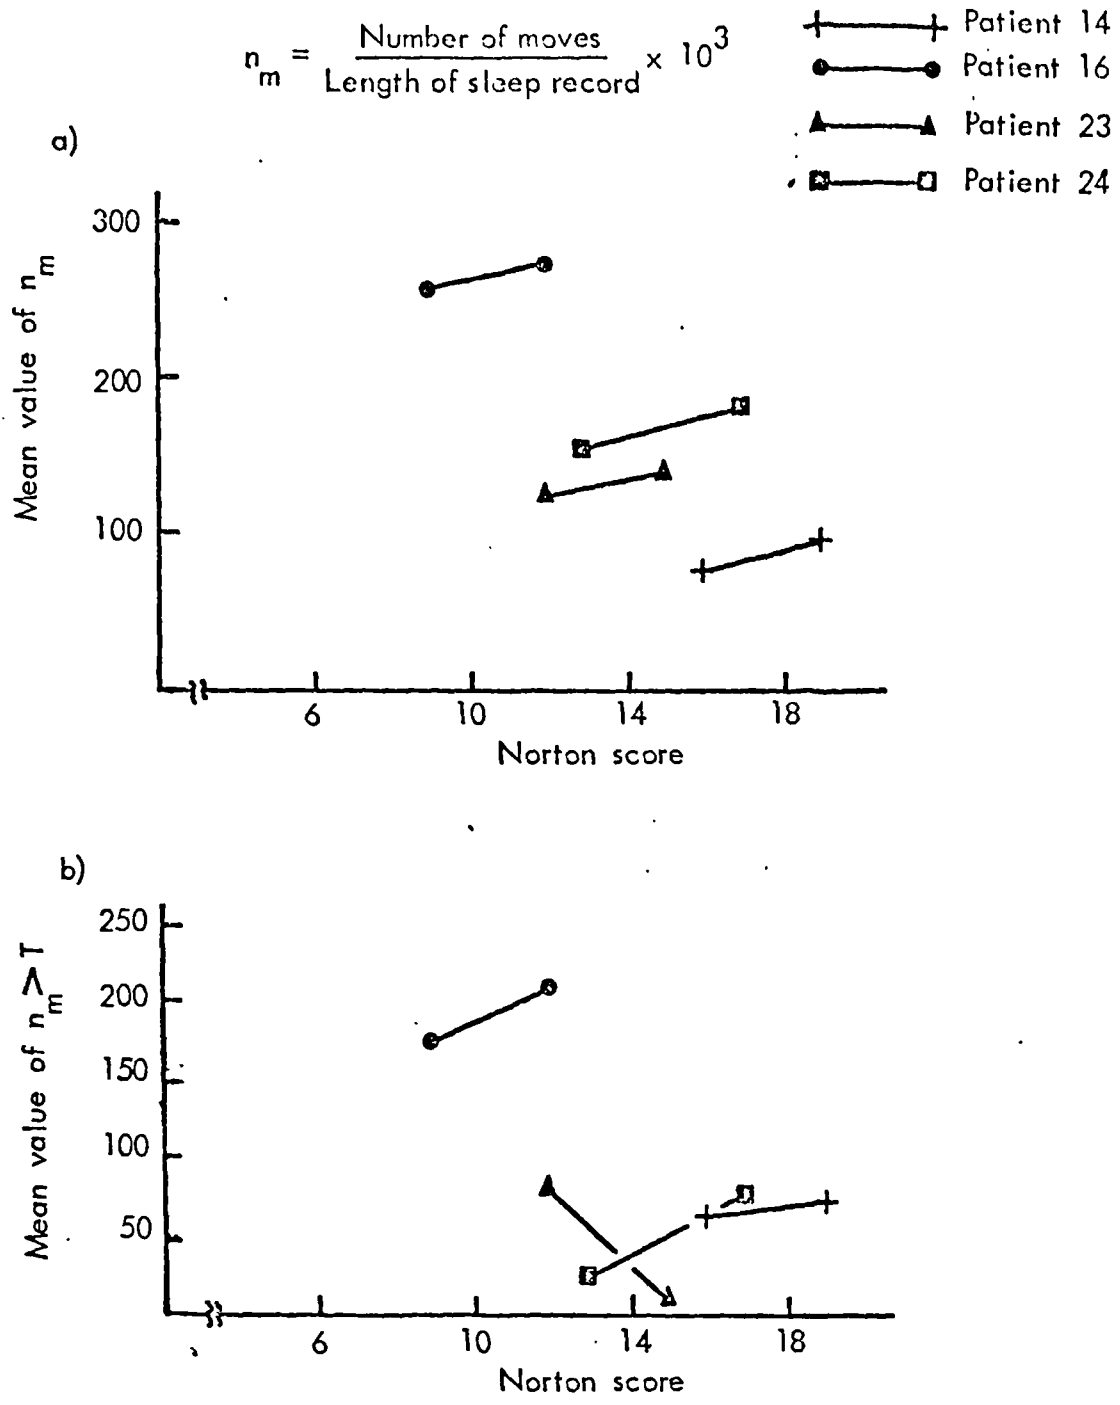 n_m = Number of moves / Length of sleep record × 10^3
Patient 14
Patient 16
Patient 23
Patient 24
a)
Mean value of n_m
300
200
100
6 10 14 18
Norton score
b)
Mean value of n_m > T
250
200
150
100
50
6 10 14 18
Norton score